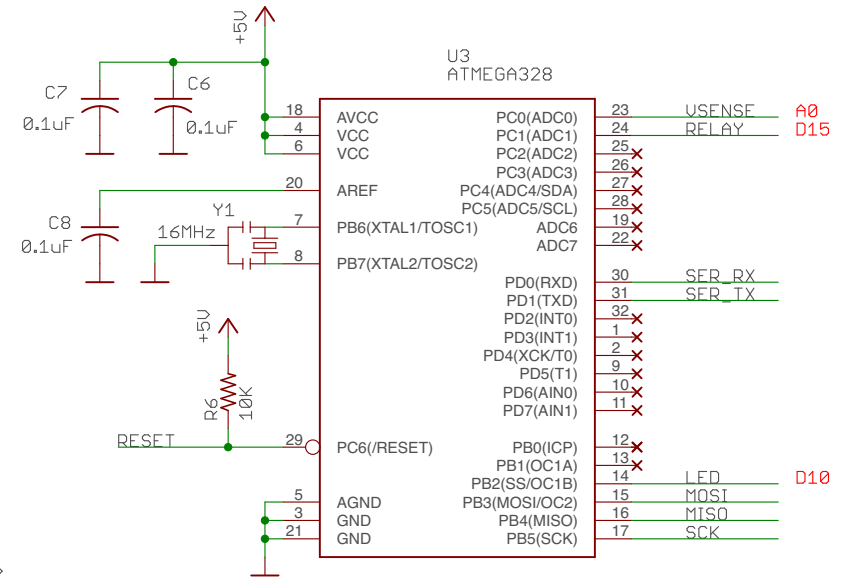 +5V
U3
ATMEGA328
C7
0.1uF
C6
0.1uF
18 AVCC PC0(ADC0) 23 VSENSE A0
4 VCC PC1(ADC1) 24 RELAY D15
6 VCC PC2(ADC2) 25
PC3(ADC3) 26
20 AREF PC4(ADC4/SDA) 27
PC5(ADC5/SCL) 28
C8
0.1uF
Y1
16MHz
7 PB6(XTAL1/TOSC1) ADC6 19
ADC7 22
8 PB7(XTAL2/TOSC2)
PD0(RXD) 30 SER_RX
PD1(TXD) 31 SER_TX
PD2(INT0) 32
PD3(INT1) 1
PD4(XCK/T0) 2
PD5(T1) 9
PD6(AIN0) 10
PD7(AIN1) 11
+5V
R6
10K
RESET 29 PC6(/RESET) PB0(ICP) 12
PB1(OC1A) 13
PB2(SS/OC1B) 14 LED D10
5 AGND PB3(MOSI/OC2) 15 MOSI
3 GND PB4(MISO) 16 MISO
21 GND PB5(SCK) 17 SCK